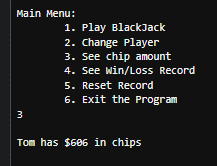 Main Menu:
1. Play BlackJack
2. Change Player
3. See chip amount
4. See Win/Loss Record
5. Reset Record
6. Exit the Program
3
Tom has $606 in chips